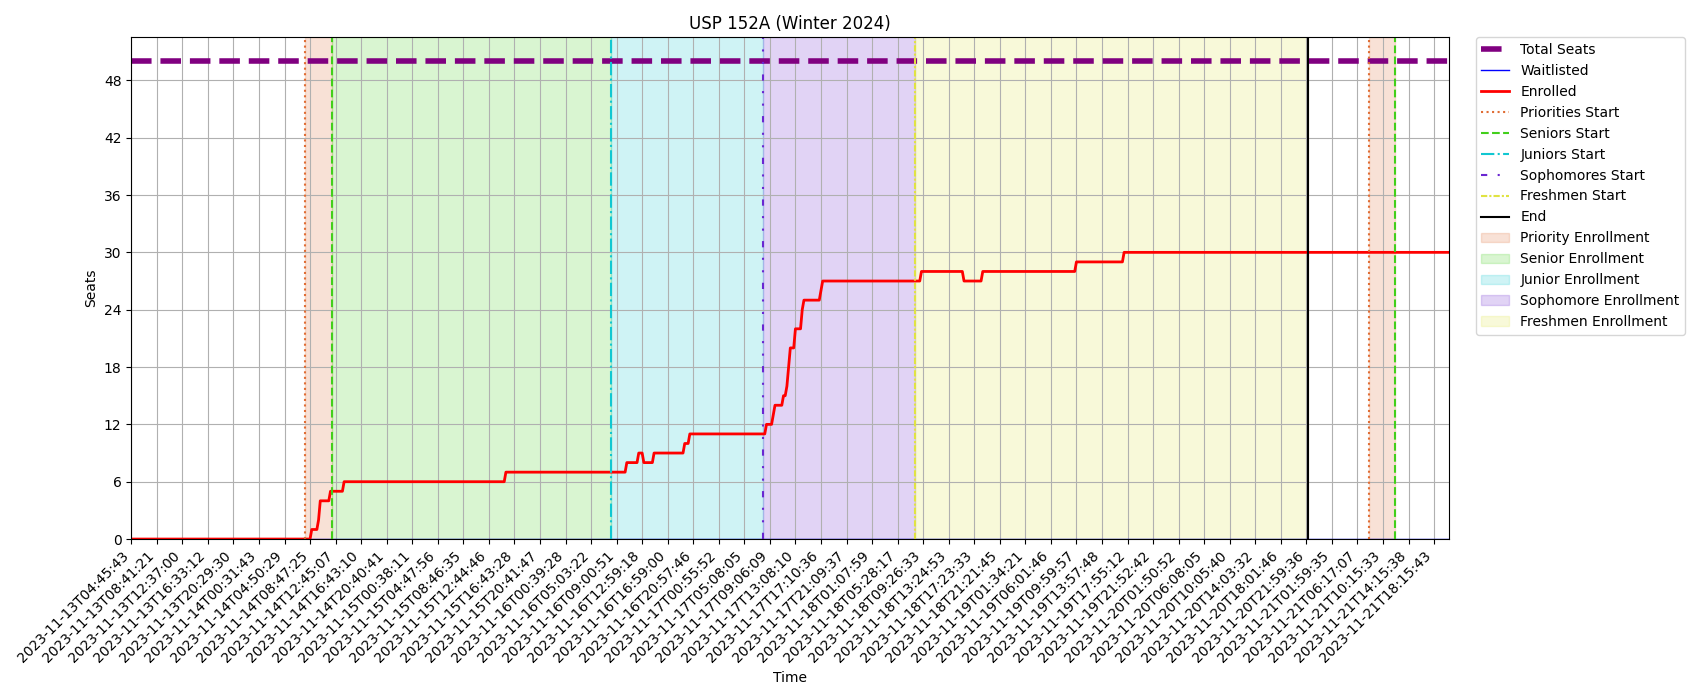 USP 152A (Winter 2024)
Total Seats
Waitlisted
Enrolled
Priorities Start
Seniors Start
Juniors Start
Sophomores Start
Freshmen Start
End
Priority Enrollment
Senior Enrollment
Junior Enrollment
Sophomore Enrollment
Freshmen Enrollment
Seats
48
42
36
30
24
18
12
6
0
2023-11-13T04:45:43
2023-11-13T08:41:21
2023-11-13T12:37:00
2023-11-13T16:33:12
2023-11-13T20:29:30
2023-11-14T00:31:43
2023-11-14T04:50:29
2023-11-14T08:47:25
2023-11-14T12:45:07
2023-11-14T16:43:10
2023-11-14T20:40:41
2023-11-15T00:38:11
2023-11-15T04:47:56
2023-11-15T08:46:35
2023-11-15T12:44:46
2023-11-15T16:43:28
2023-11-15T20:41:47
2023-11-16T00:39:28
2023-11-16T05:03:22
2023-11-16T09:00:51
2023-11-16T12:59:18
2023-11-16T16:59:00
2023-11-16T20:57:46
2023-11-17T00:55:52
2023-11-17T05:08:05
2023-11-17T09:06:09
2023-11-17T13:08:10
2023-11-17T17:10:36
2023-11-17T21:09:37
2023-11-18T01:07:59
2023-11-18T05:28:17
2023-11-18T09:26:33
2023-11-18T13:24:53
2023-11-18T17:23:33
2023-11-18T21:21:45
2023-11-19T01:34:21
2023-11-19T06:01:46
2023-11-19T09:59:57
2023-11-19T13:57:48
2023-11-19T17:55:12
2023-11-19T21:52:42
2023-11-20T01:50:52
2023-11-20T06:08:05
2023-11-20T10:05:40
2023-11-20T14:03:32
2023-11-20T18:01:46
2023-11-20T21:59:36
2023-11-21T01:59:35
2023-11-21T06:17:07
2023-11-21T10:15:33
2023-11-21T14:15:38
2023-11-21T18:15:43
Time